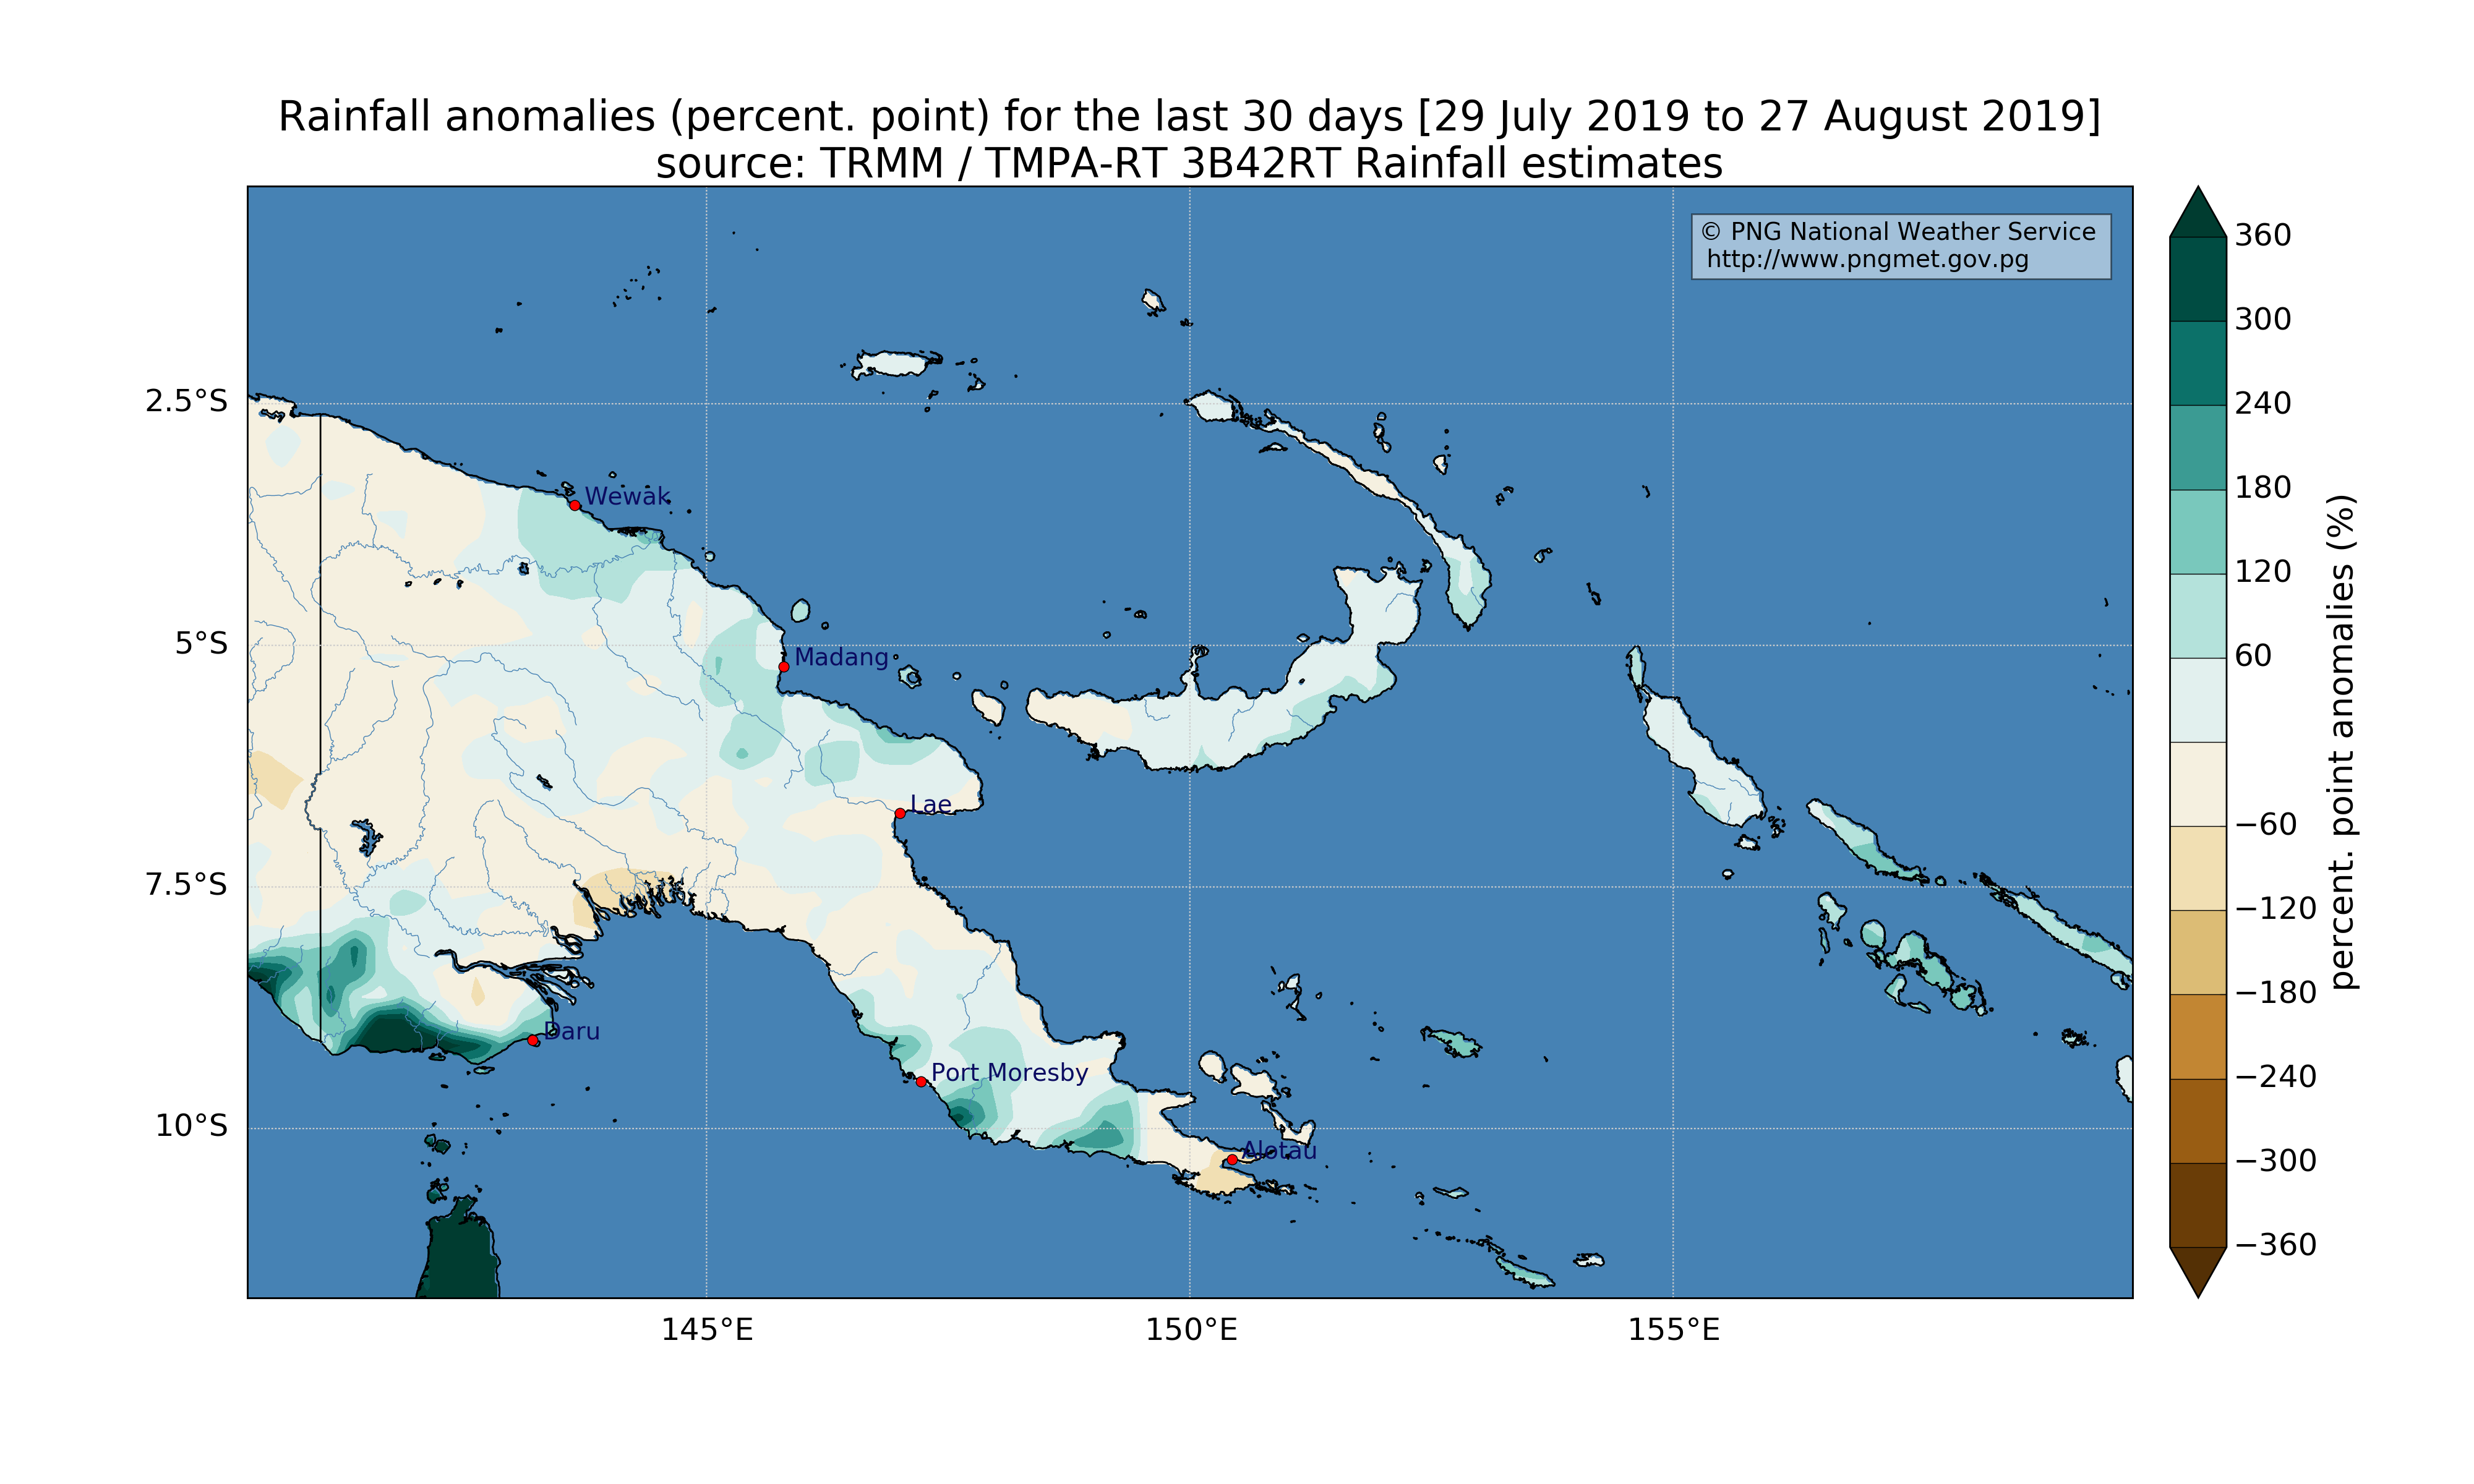 Rainfall anomalies (percent. point) for the last 30 days [29 July 2019 to 27 August 2019]
source: TRMM / TMPA-RT 3B42RT Rainfall estimates
© PNG National Weather Service
http://www.pngmet.gov.pg
2.5°S
5°S
7.5°S
10°S
Wewak
Madang
Lae
Daru
Port Moresby
Alotau
145°E
150°E
155°E
360
300
240
180
120
60
−60
−120
−180
−240
−300
−360
percent. point anomalies (%)